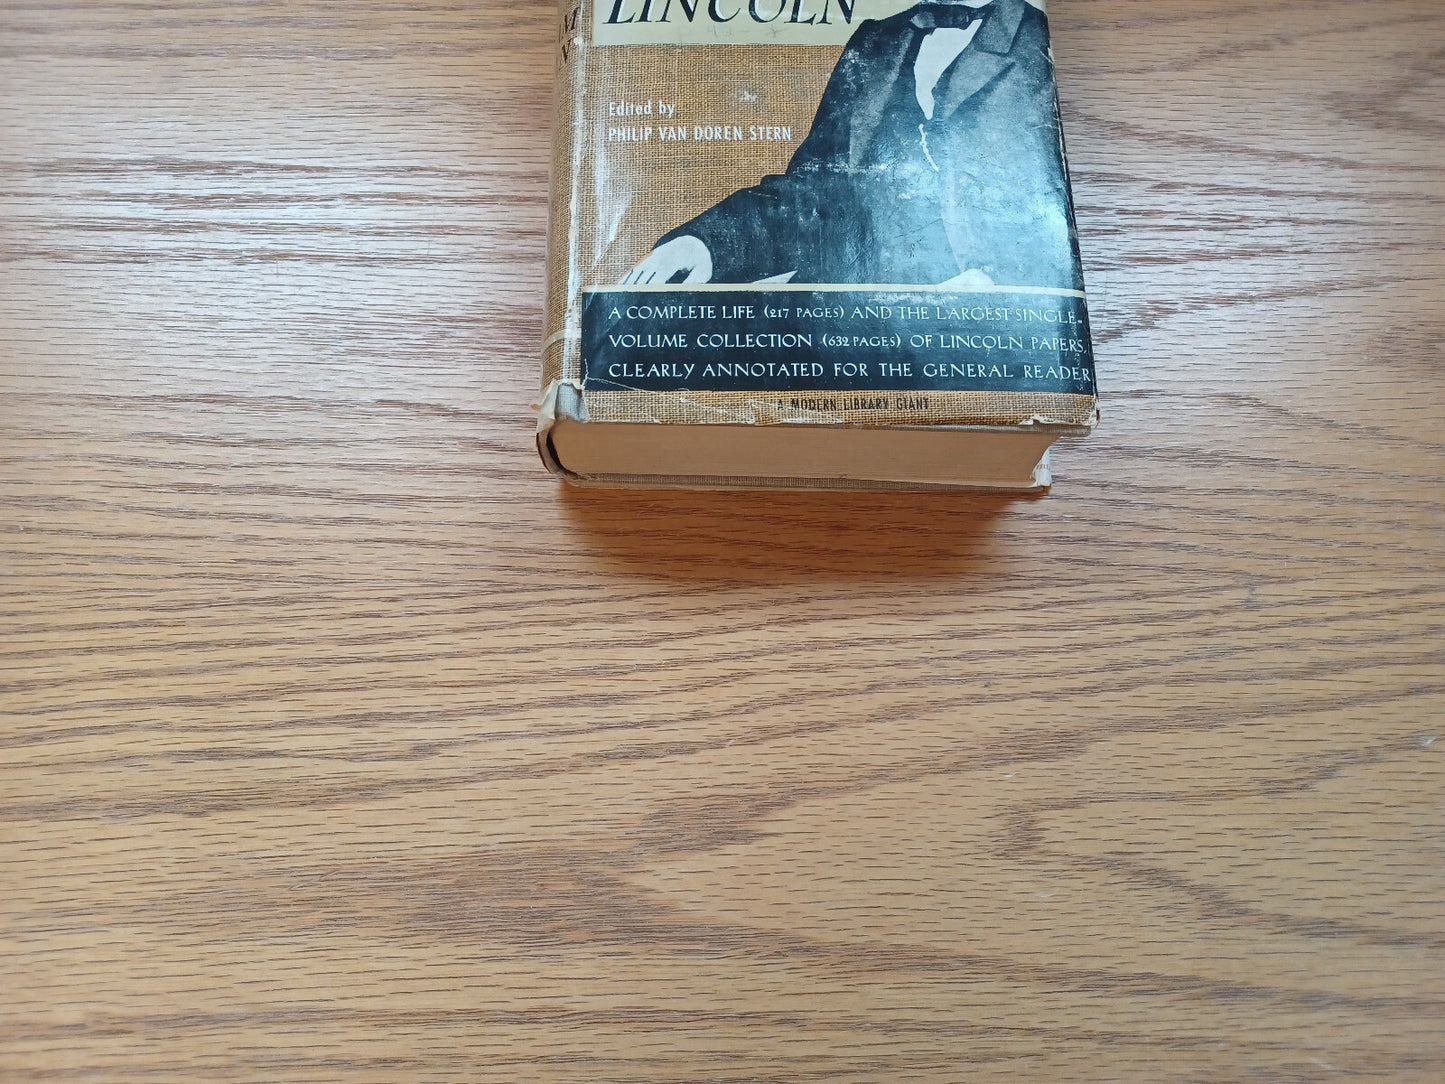 LINCOLN
Edited by
PHILIP VAN DOREN STERN
A COMPLETE LIFE (217 PAGES) AND THE LARGEST SINGLE-
VOLUME COLLECTION (632 PAGES) OF LINCOLN PAPERS,
CLEARLY ANNOTATED FOR THE GENERAL READER
A MODERN LIBRARY GIANT